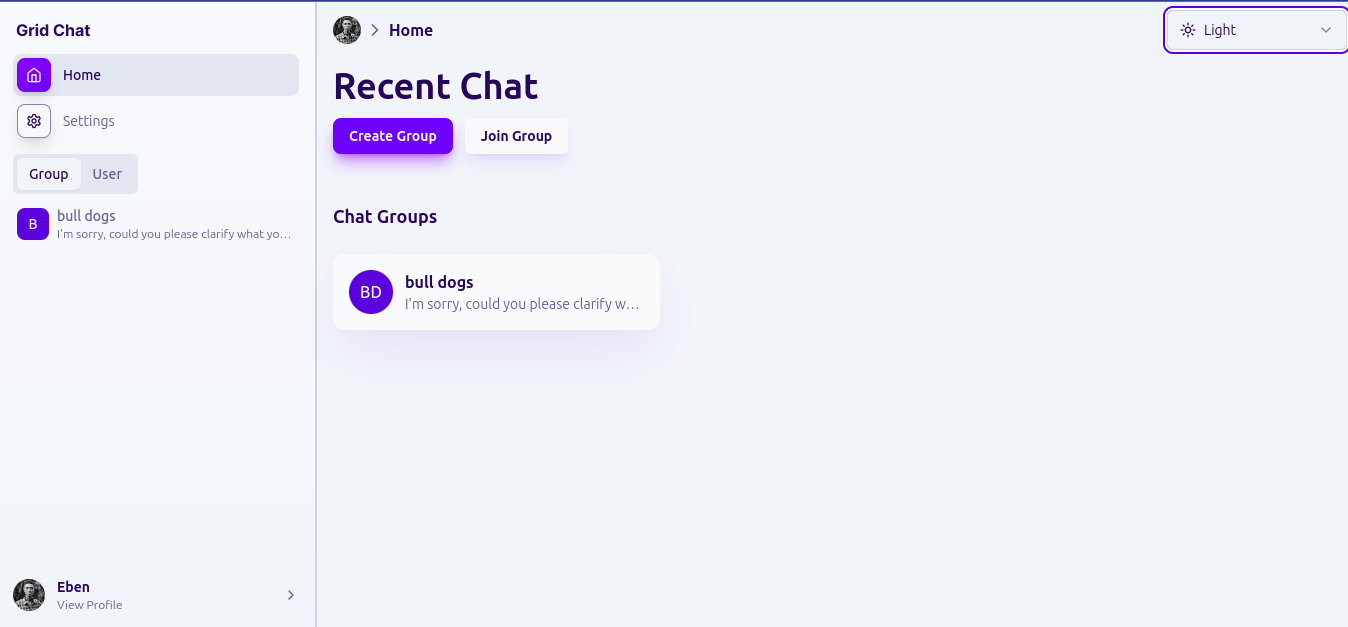 Grid Chat
Home
Settings
Group User
B
bull dogs
I'm sorry, could you please clarify what yo...
Eben
View Profile
Home
Light
Recent Chat
Create Group Join Group
Chat Groups
BD
bull dogs
I'm sorry, could you please clarify w...